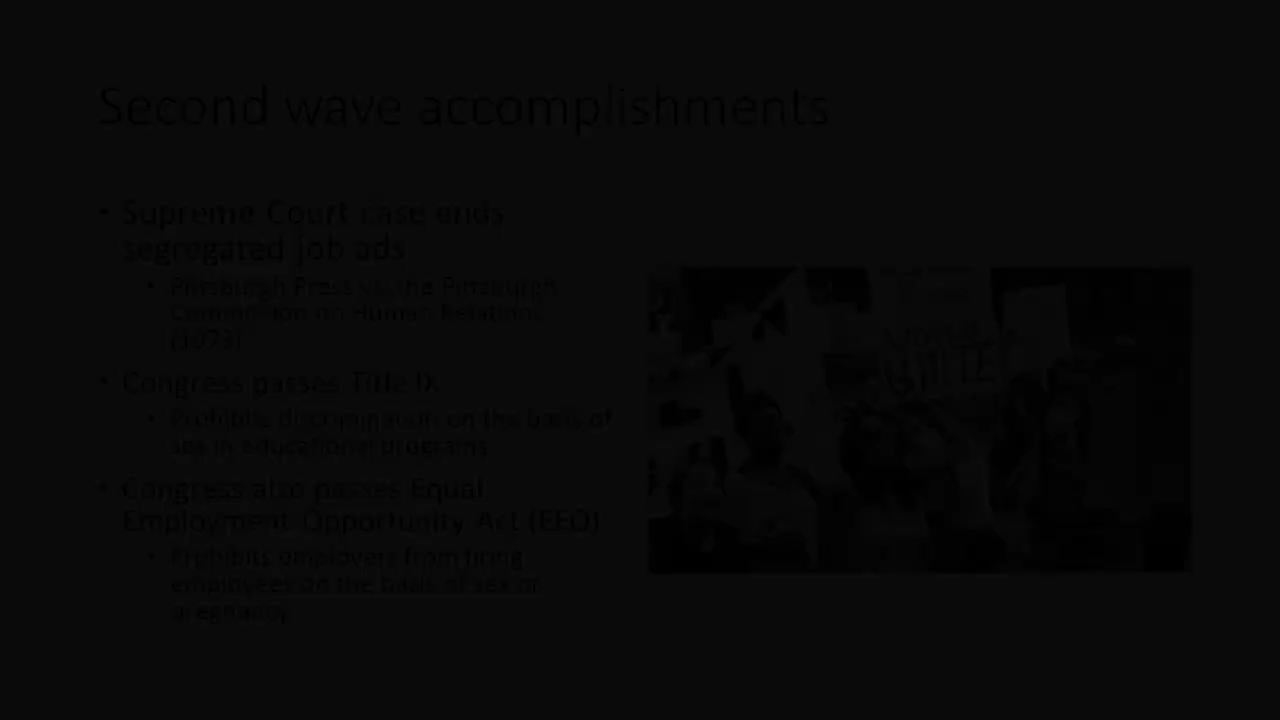 Second wave accomplishments
• Supreme Court case ends
segregated job ads
• Pittsburgh Press vs. the Pittsburgh
Commission on Human Relations
(1973)
• Congress passes Title IX
• Prohibits discrimination on the basis of
sex in educational programs
• Congress also passes Equal
Employment Opportunity Act (EEO)
• Prohibits employers from firing
employees on the basis of sex or
pregnancy
UNITE